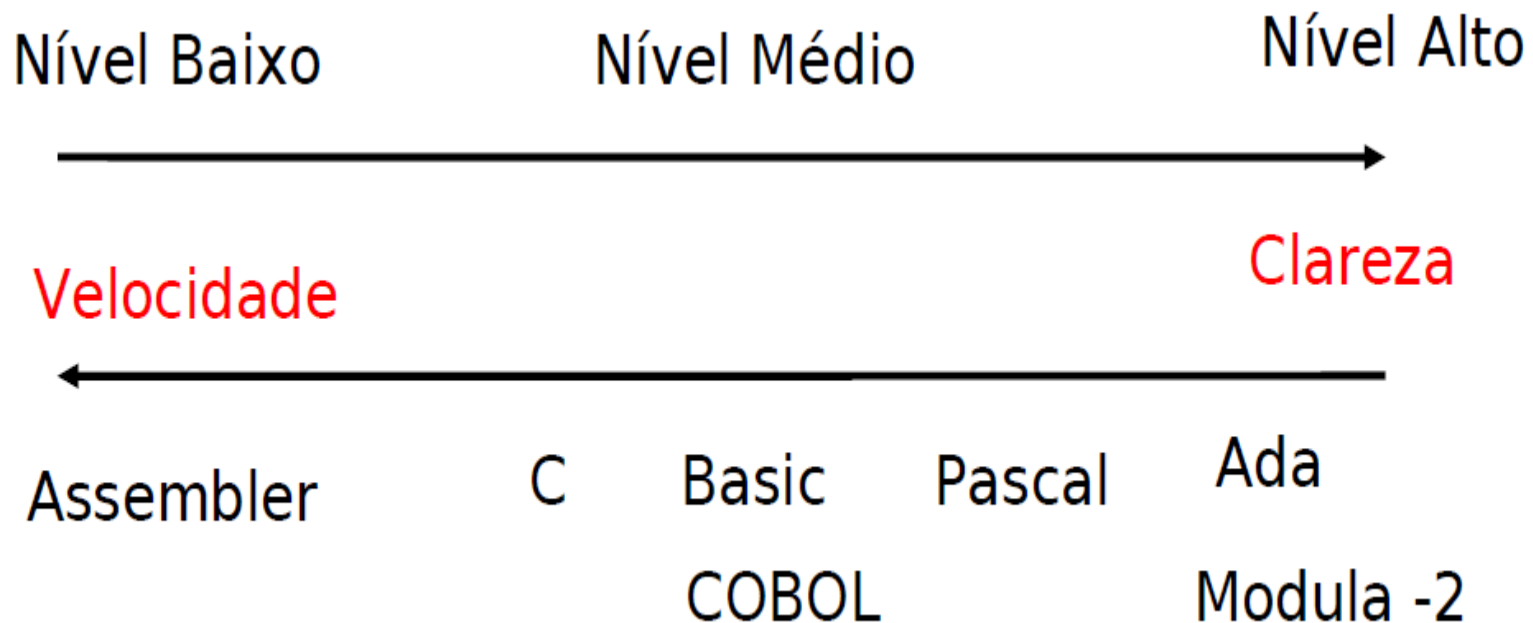 Nível Baixo Nível Médio Nível Alto
Velocidade Clareza
Assembler C Basic Pascal Ada
COBOL Modula -2